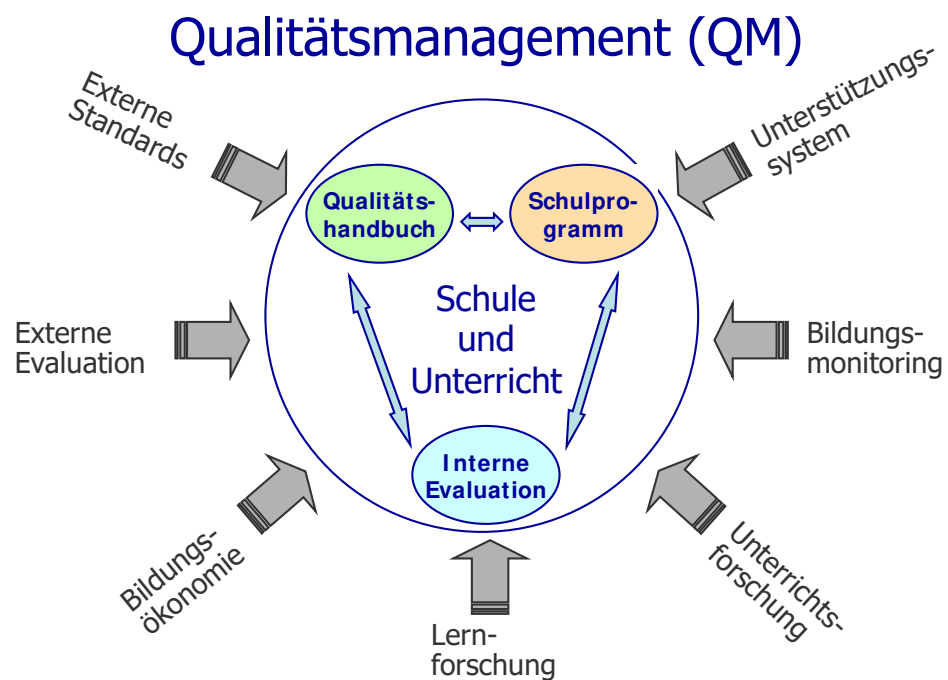 Qualitätsmanagement (QM)
Externe
Standards
Unterstützungs-
system
Qualitäts-
handbuch
Schulpro-
gramm
Schule
und
Unterricht
Externe
Evaluation
Bildungs-
monitoring
Interne
Evaluation
Bildungs-
ökonomie
Lern-
forschung
Unterrichts-
forschung